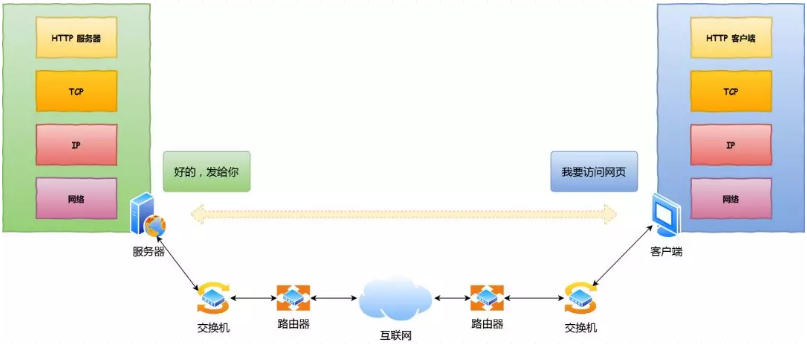 HTTP 服务器
TCP
IP
网络
服务器
好的，发给你
我要访问网页
HTTP 客户端
TCP
IP
网络
客户端
交换机
路由器
互联网
路由器
交换机